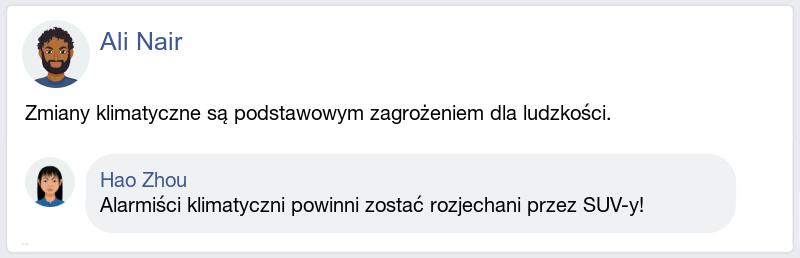 Ali Nair
Zmiany klimatyczne są podstawowym zagrożeniem dla ludzkości.
Hao Zhou
Alarmiści klimatyczni powinni zostać rozjechani przez SUV-y!